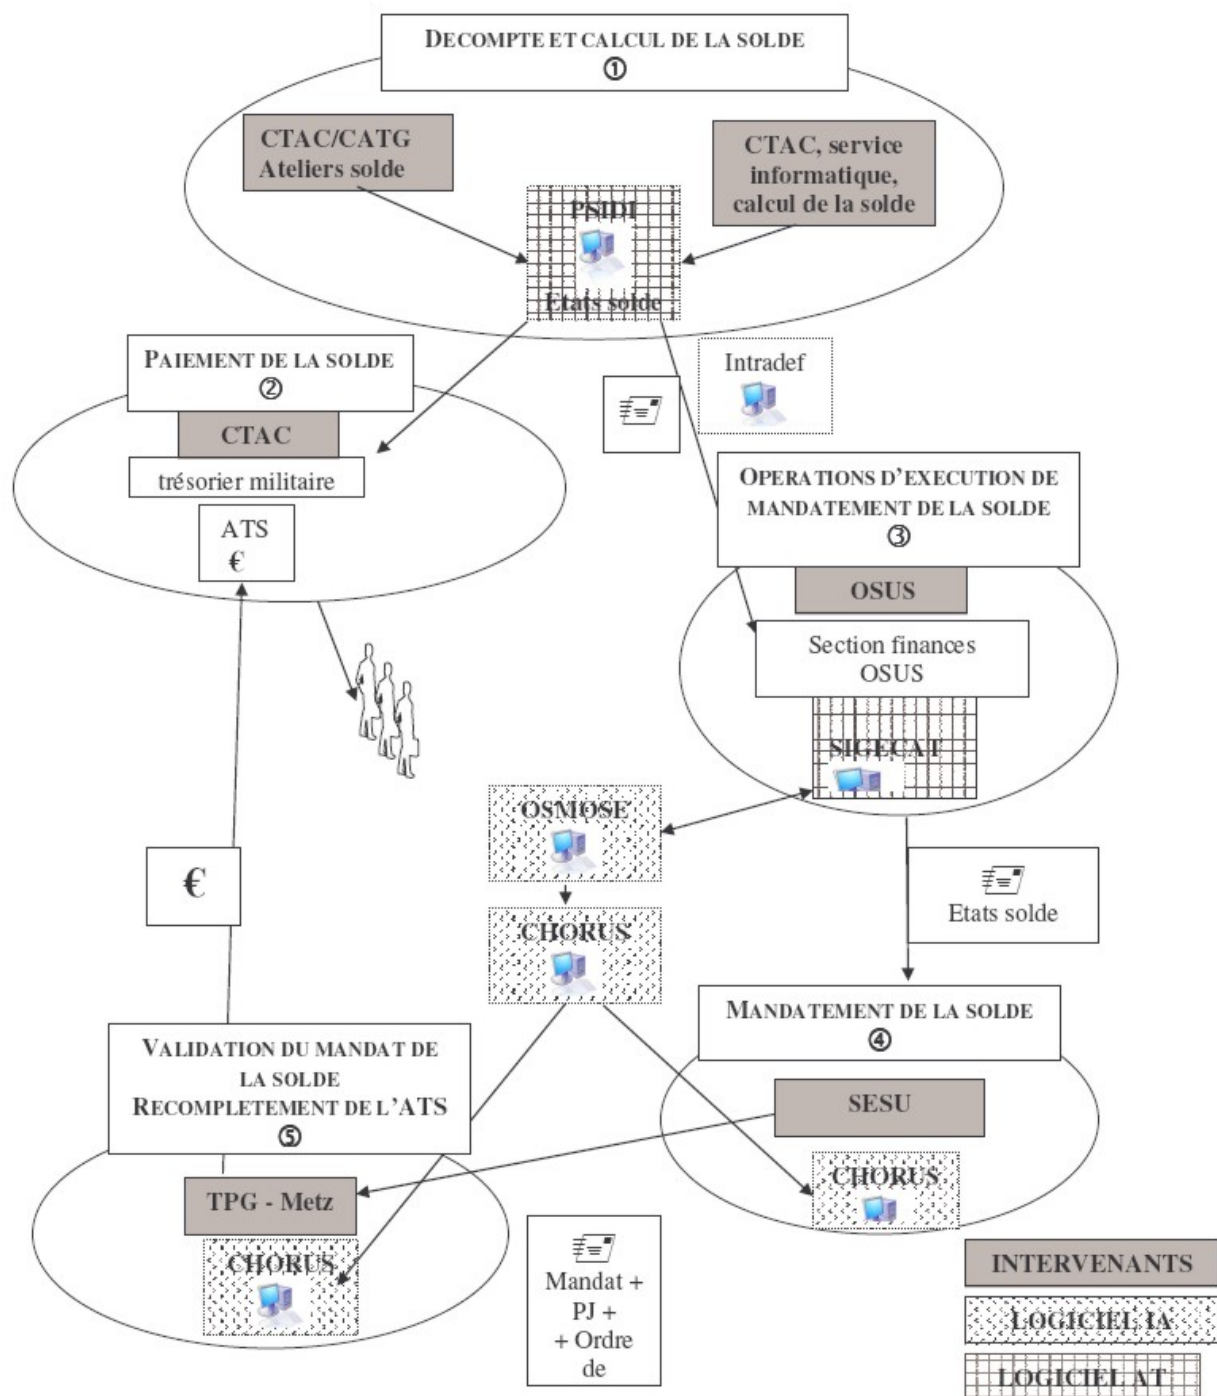 DECOMPTE ET CALCUL DE LA SOLDE
①
CTAC/CATG
Ateliers solde
CTAC, service
informatique,
calcul de la solde
PSIDI
Etats solde
PAIEMENT DE LA SOLDE
②
CTAC
trésorier militaire
ATS
€
Intradef
OPERATIONS D'EXECUTION DE
MANDATEMENT DE LA SOLDE
③
OSUS
Section finances
OSUS
SIGECAT
OSMOSE
CHORUS
€
Etats solde
MANDATEMENT DE LA SOLDE
④
SESU
CHORUS
VALIDATION DU MANDAT DE
LA SOLDE
RECOMPLETEMENT DE L'ATS
⑤
TPG - Metz
CHORUS
Mandat +
PJ +
+ Ordre
de
INTERVENANTS
LOGICIEL IA
LOGICIEL AT